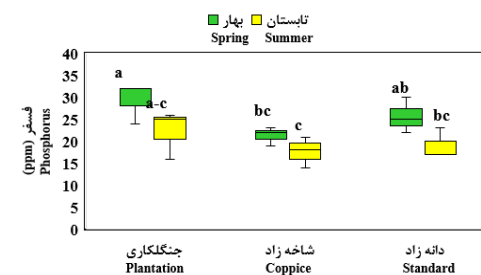 بهار تابستان
Spring Summer
40
35
30
25
20
15
10
5
0
فسفر (ppm)
Phosphorus
a
a-c
bc
c
ab
bc
جنگلکاری شاخه زاد دانه زاد
Plantation Coppice Standard